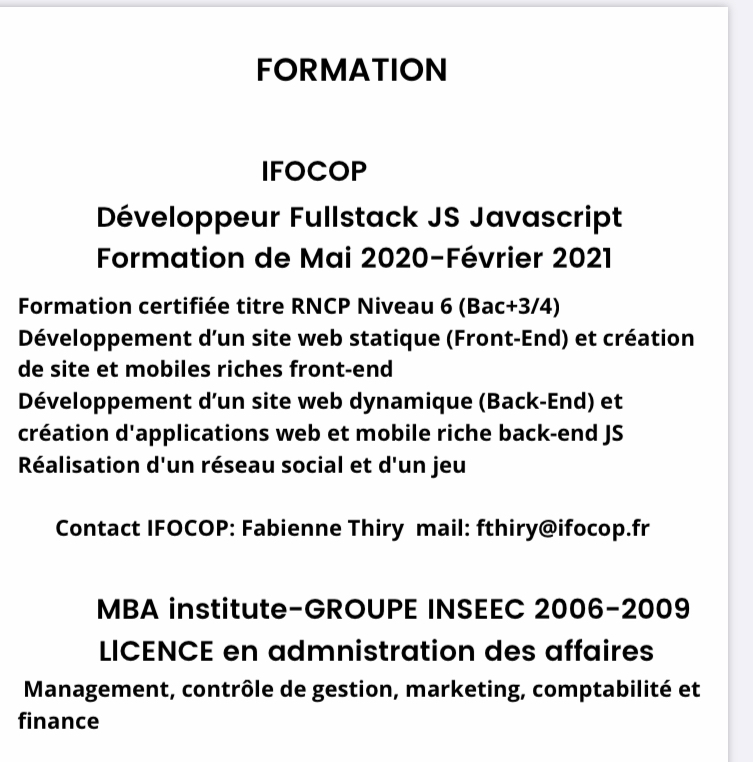 FORMATION
IFOCOP
Développeur Fullstack JS Javascript
Formation de Mai 2020-Février 2021
Formation certifiée titre RNCP Niveau 6 (Bac+3/4)
Développement d’un site web statique (Front-End) et création
de site et mobiles riches front-end
Développement d’un site web dynamique (Back-End) et
création d'applications web et mobile riche back-end JS
Réalisation d'un réseau social et d'un jeu
Contact IFOCOP: Fabienne Thiry  mail: fthiry@ifocop.fr
MBA institute-GROUPE INSEEC 2006-2009
LlCENCE en admnistration des affaires
Management, contrôle de gestion, marketing, comptabilité et
finance